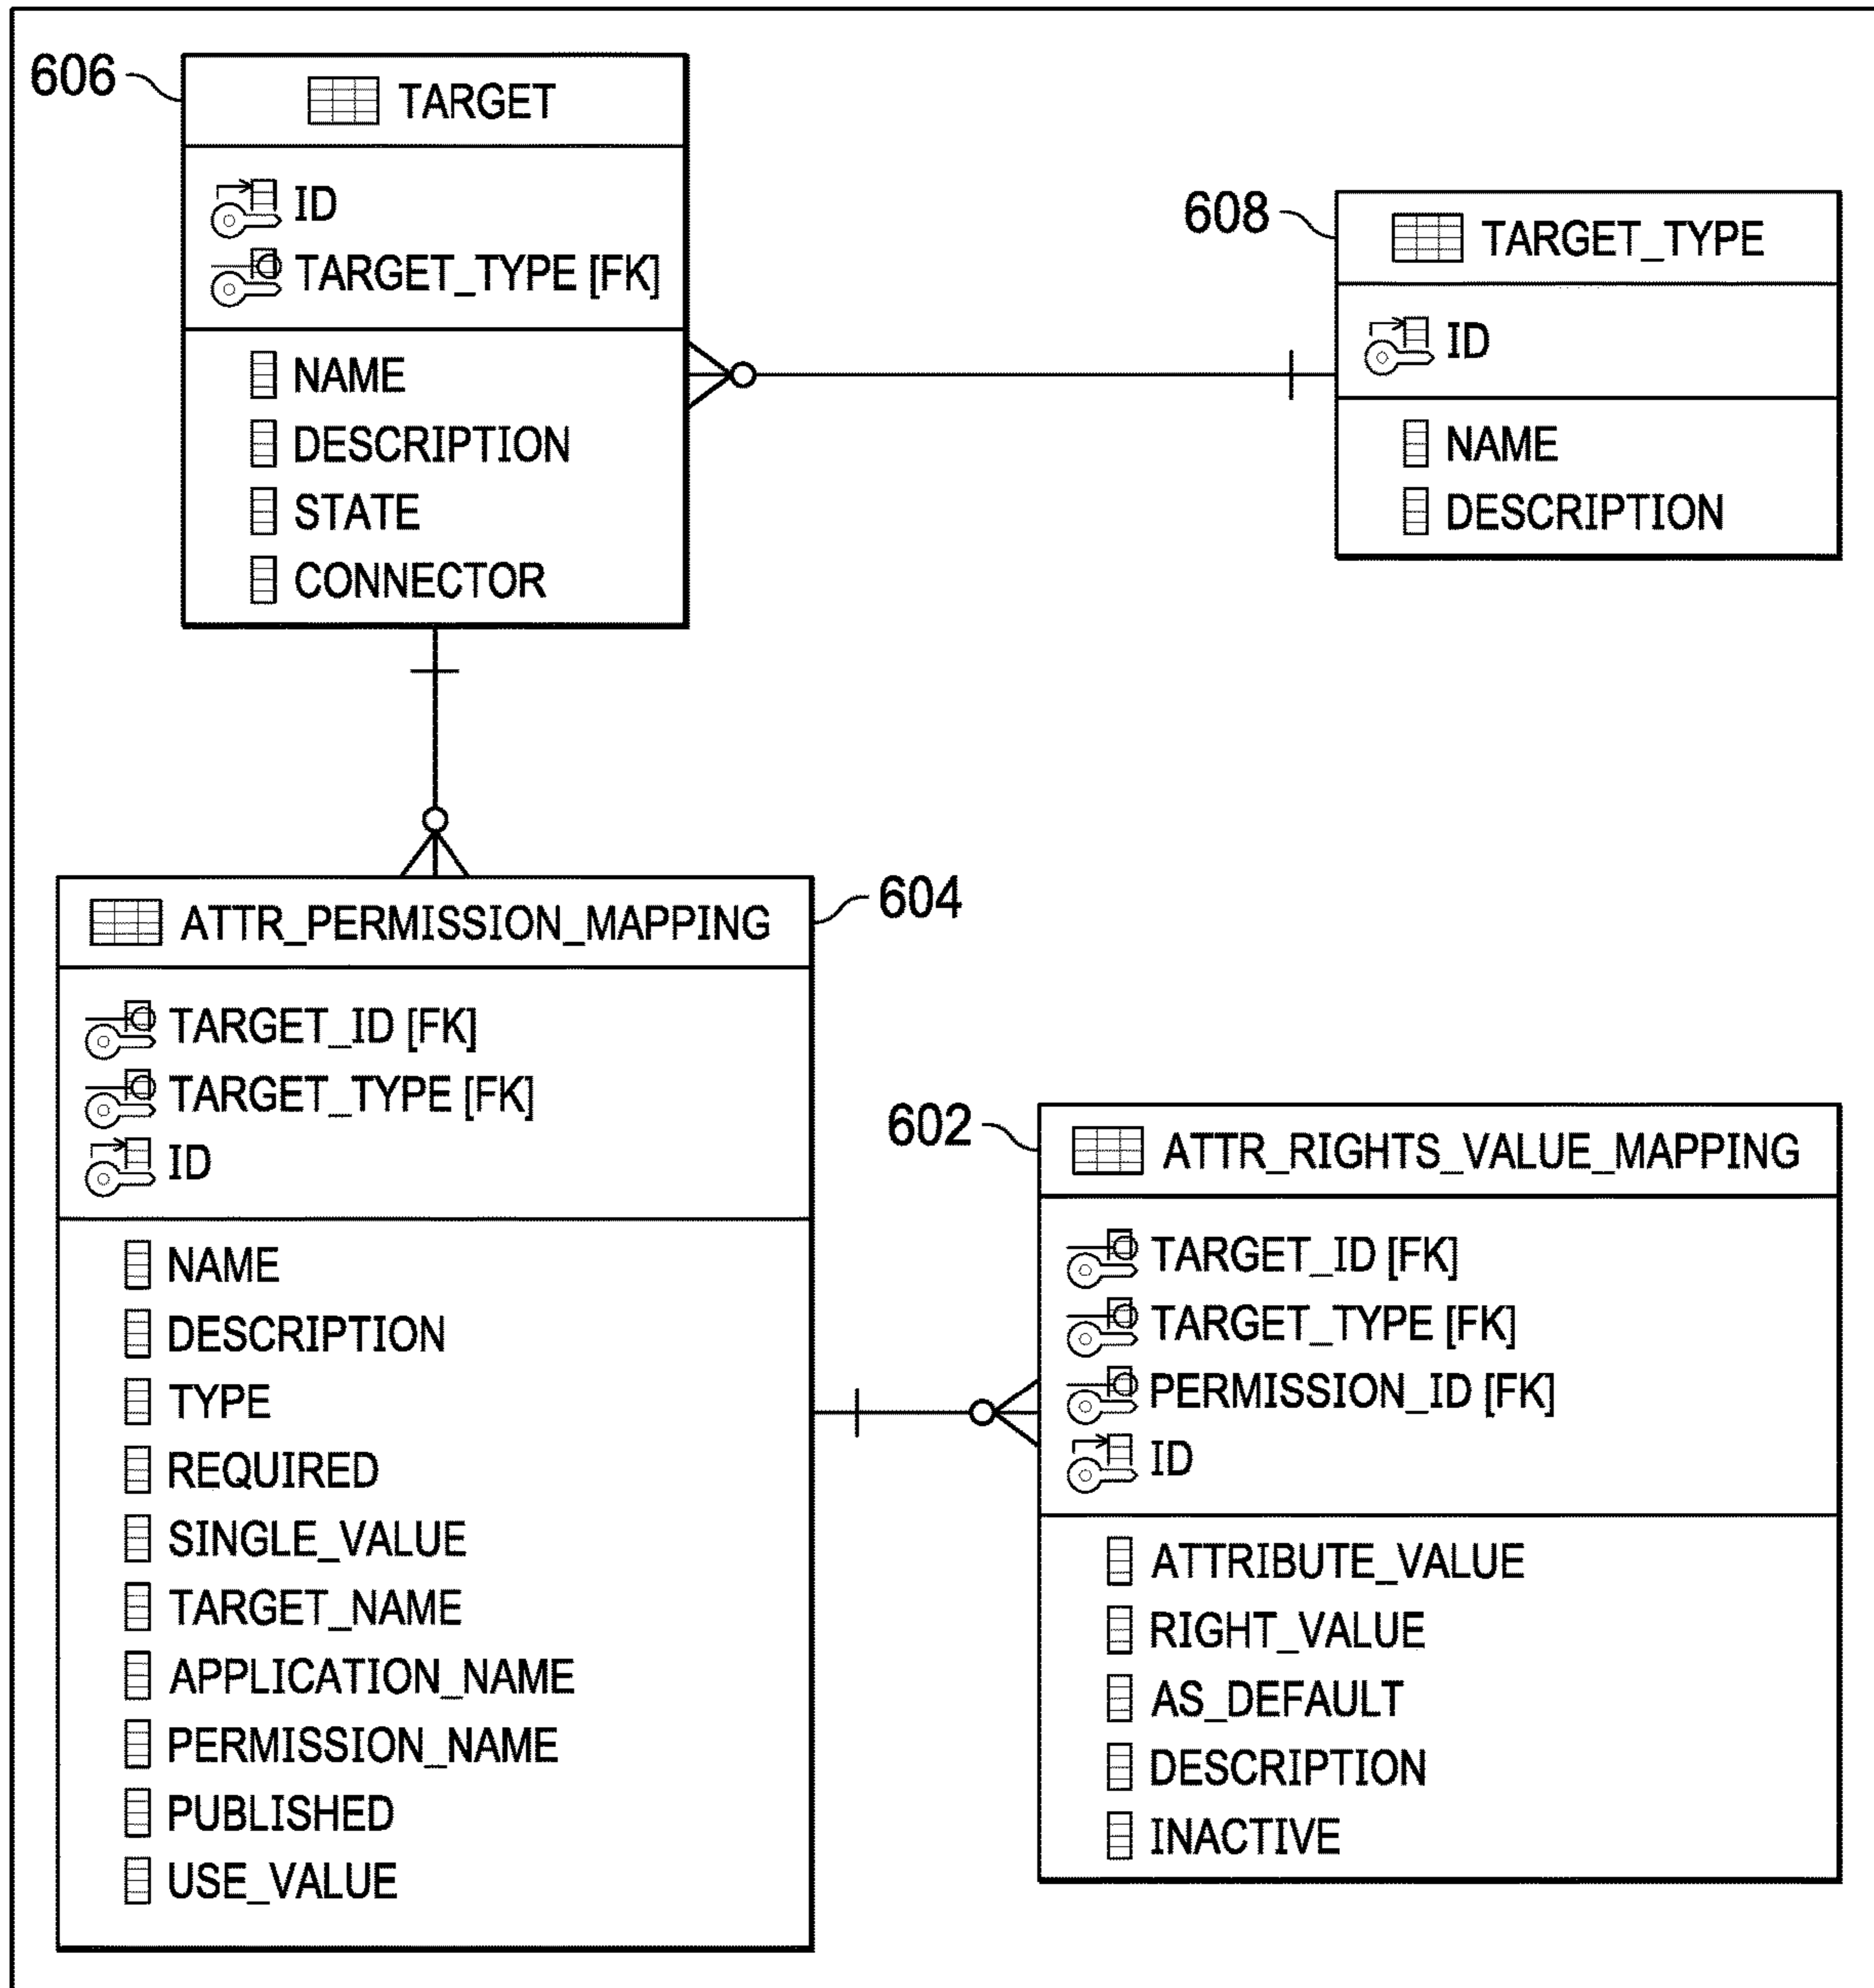 606
TARGET
ID
TARGET_TYPE [FK]
NAME
DESCRIPTION
STATE
CONNECTOR
608
TARGET_TYPE
ID
NAME
DESCRIPTION
604
ATTR_PERMISSION_MAPPING
TARGET_ID [FK]
TARGET_TYPE [FK]
ID
NAME
DESCRIPTION
TYPE
REQUIRED
SINGLE_VALUE
TARGET_NAME
APPLICATION_NAME
PERMISSION_NAME
PUBLISHED
USE_VALUE
602
ATTR_RIGHTS_VALUE_MAPPING
TARGET_ID [FK]
TARGET_TYPE [FK]
PERMISSION_ID [FK]
ID
ATTRIBUTE_VALUE
RIGHT_VALUE
AS_DEFAULT
DESCRIPTION
INACTIVE